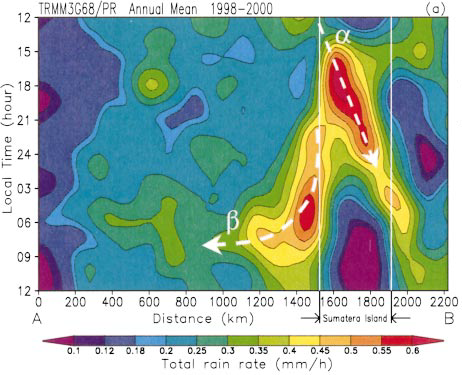 TRMM3G68/PR Annual Mean 1998-2000 (a)
α
β
Local Time (hour)
12
15
18
21
24
03
06
09
12
0 200 400 600 800 1000 1200 1400 1600 1800 2000 2200
A Distance (km) Sumatera Island B
0.1 0.12 0.18 0.2 0.25 0.3 0.35 0.4 0.45 0.5 0.55 0.6
Total rain rate (mm/h)